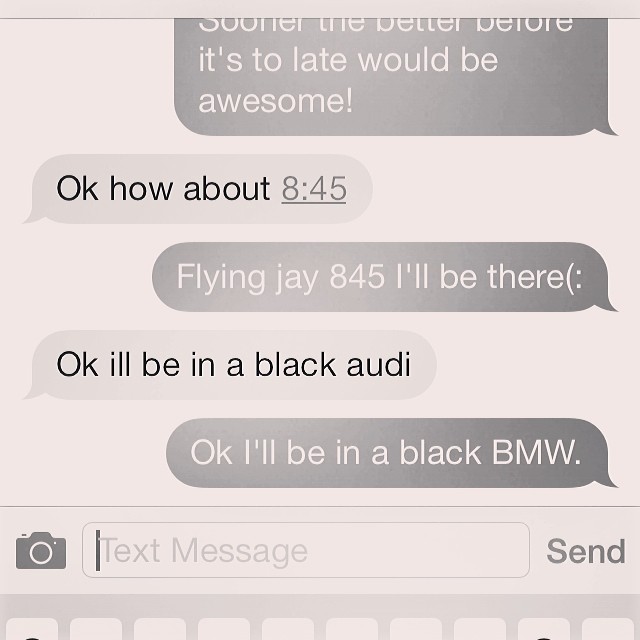 Sooner the better before
it's to late would be
awesome!
Ok how about 8:45
Flying jay 845 I'll be there(:
Ok ill be in a black audi
Ok I'll be in a black BMW.
Text Message
Send